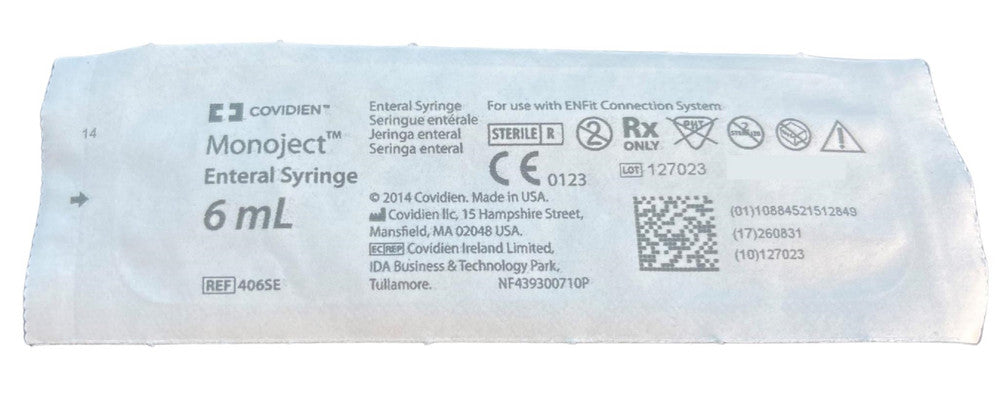 14
COVIDIEN™
Monoject™
Enteral Syringe
6 mL
REF 406SE
Enteral Syringe
Seringue entérale
Jeringa enteral
Seringa enteral
For use with ENFit Connection System
STERILE R
2
Rx
ONLY
PHT
CE 0123
LOT 127023
© 2014 Covidien. Made in USA.
Covidien llc, 15 Hampshire Street,
Mansfield, MA 02048 USA.
EC REP Covidien Ireland Limited,
IDA Business & Technology Park,
Tullamore. NF439300710P
(01)10884521512849
(17)260831
(10)127023